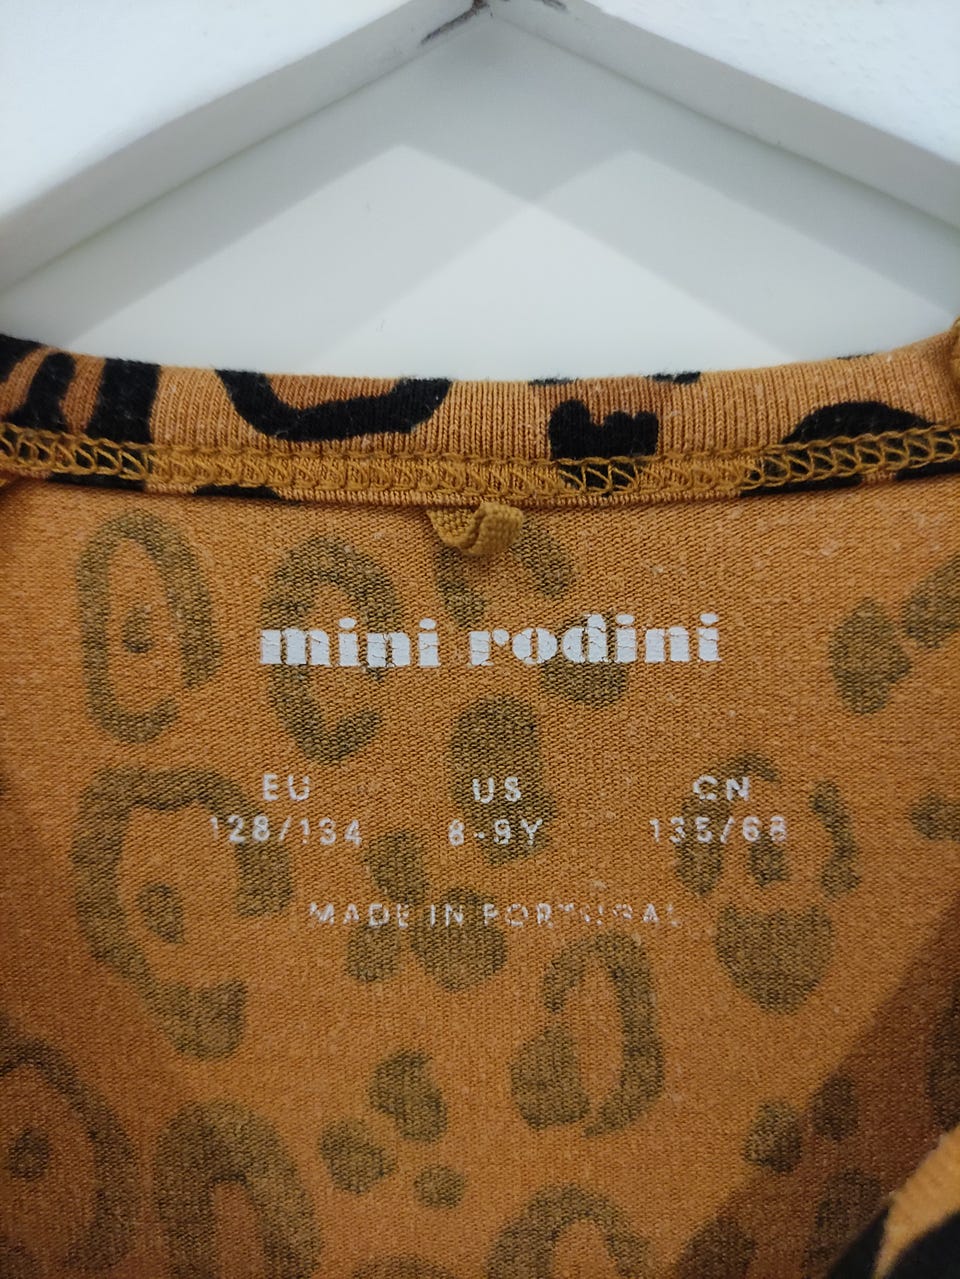 mini rodini
EU US CN
128/134 8-9Y 135/68
MADE IN PORTUGAL